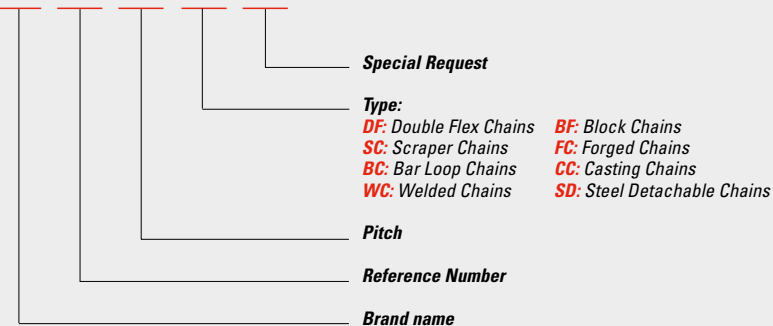 Special Request
Type:
DF: Double Flex Chains BF: Block Chains
SC: Scraper Chains FC: Forged Chains
BC: Bar Loop Chains CC: Casting Chains
WC: Welded Chains SD: Steel Detachable Chains
Pitch
Reference Number
Brand name